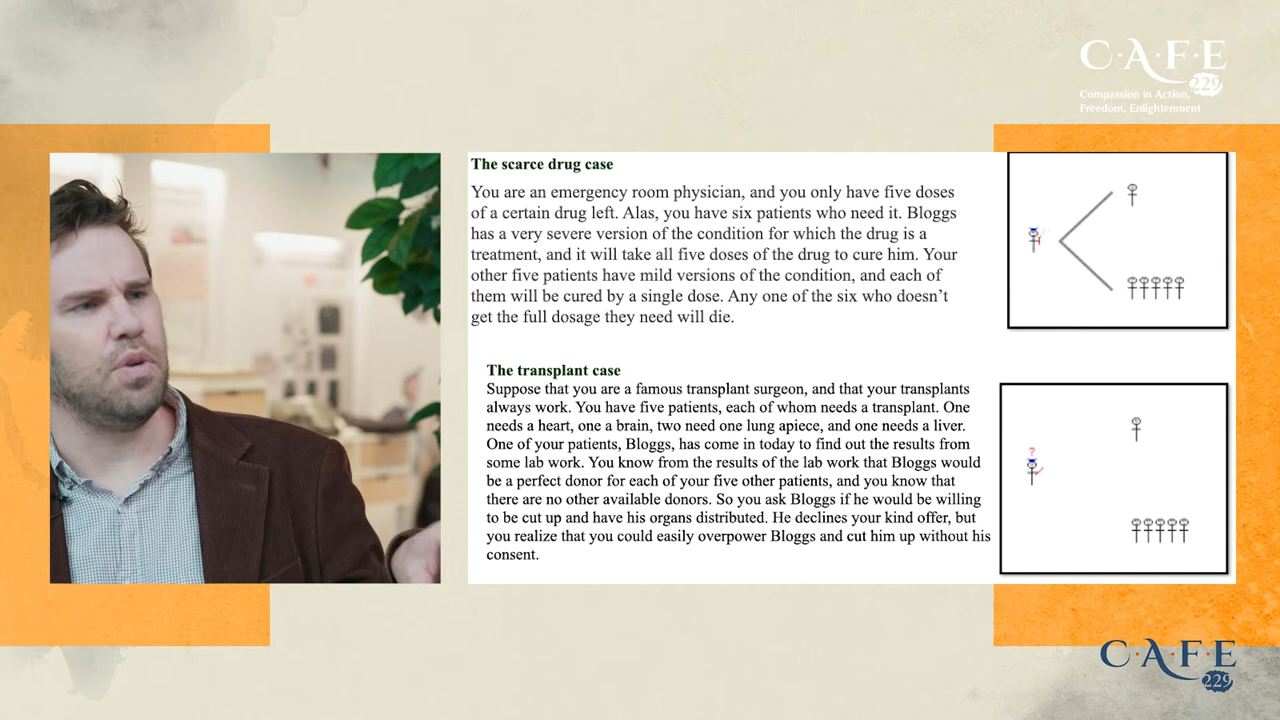 C·A·F·E
229
Compassion in Action,
Freedom, Enlightenment
The scarce drug case
You are an emergency room physician, and you only have five doses
of a certain drug left. Alas, you have six patients who need it. Bloggs
has a very severe version of the condition for which the drug is a
treatment, and it will take all five doses of the drug to cure him. Your
other five patients have mild versions of the condition, and each of
them will be cured by a single dose. Any one of the six who doesn’t
get the full dosage they need will die.
The transplant case
Suppose that you are a famous transplant surgeon, and that your transplants
always work. You have five patients, each of whom needs a transplant. One
needs a heart, one a brain, two need one lung apiece, and one needs a liver.
One of your patients, Bloggs, has come in today to find out the results from
some lab work. You know from the results of the lab work that Bloggs would
be a perfect donor for each of your five other patients, and you know that
there are no other available donors. So you ask Bloggs if he would be willing
to be cut up and have his organs distributed. He declines your kind offer, but
you realize that you could easily overpower Bloggs and cut him up without his
consent.
?
C·A·F·E
229